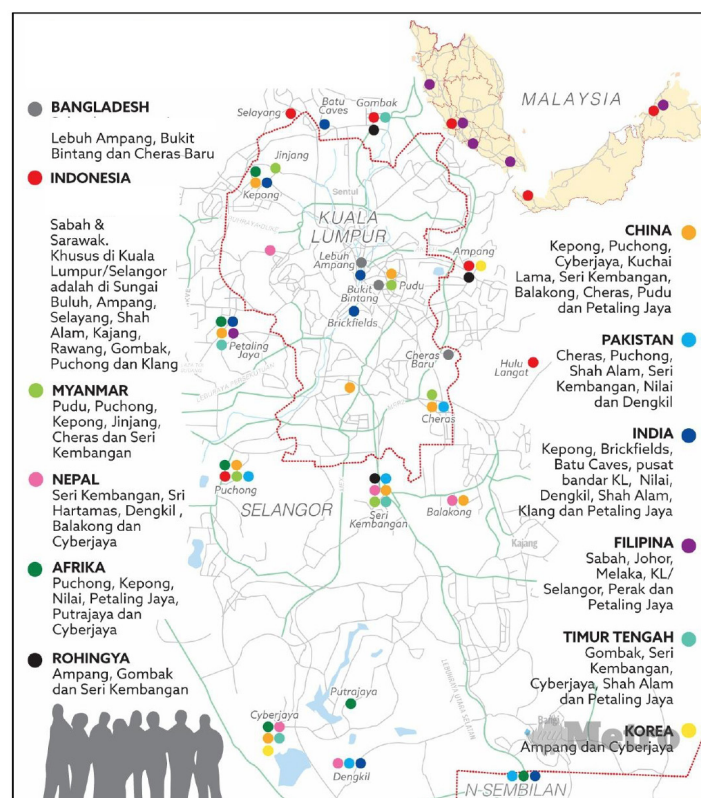 BANGLADESH
Lebuh Ampang, Bukit
Bintang dan Cheras Baru
INDONESIA
Sabah &
Sarawak.
Khusus di Kuala
Lumpur/Selangor
adalah di Sungai
Buluh, Ampang,
Selayang, Shah
Alam, Kajang,
Rawang, Gombak,
Puchong dan Klang
MYANMAR
Pudu, Puchong,
Kepong, Jinjang,
Cheras dan Seri
Kembangan
NEPAL
Seri Kembangan, Sri
Hartamas, Dengkil ,
Balakong dan
Cyberjaya
AFRIKA
Puchong, Kepong,
Nilai, Petaling Jaya,
Putrajaya dan
Cyberjaya
ROHINGYA
Ampang, Gombak
dan Seri Kembangan
Selayang
Batu
Caves
Gombak
MALAYSIA
Jinjang
Kepong
Sentul
KUALA
LUMPUR
Lebuh
Ampang
Ampang
Bukit
Bintang
Pudu
Brickfields
Petaling
Jaya
Cheras
Baru
Hulu
Langat
Cheras
Puchong
SELANGOR
Seri
Kembangan
Balakong
Kajang
Putrajaya
Cyberjaya
Dengkil
LEBUHRAYA UTARA SELATAN
Bangi
N-SEMBILAN
CHINA
Kepong, Puchong,
Cyberjaya, Kuchai
Lama, Seri Kembangan,
Balakong, Cheras, Pudu
dan Petaling Jaya
PAKISTAN
Cheras, Puchong,
Shah Alam, Seri
Kembangan, Nilai
dan Dengkil
INDIA
Kepong, Brickfields,
Batu Caves, pusat
bandar KL, Nilai,
Dengkil, Shah Alam,
Klang dan Petaling Jaya
FILIPINA
Sabah, Johor,
Melaka, KL/
Selangor, Perak dan
Petaling Jaya
TIMUR TENGAH
Gombak, Seri
Kembangan,
Cyberjaya, Shah Alam
dan Petaling Jaya
KOREA
Ampang dan Cyberjaya
Metro